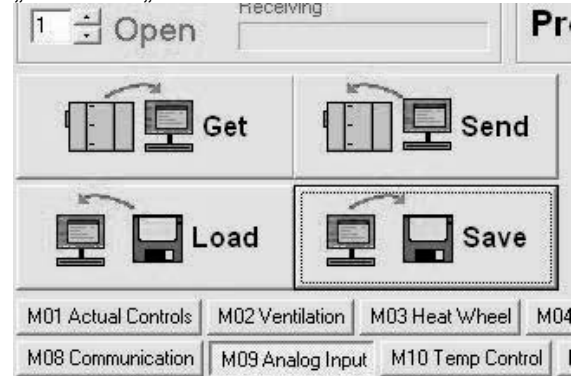 Receiving
1 Open
Get Send
Load Save
M01 Actual Controls M02 Ventilation M03 Heat Wheel
M08 Communication M09 Analog Input M10 Temp Control